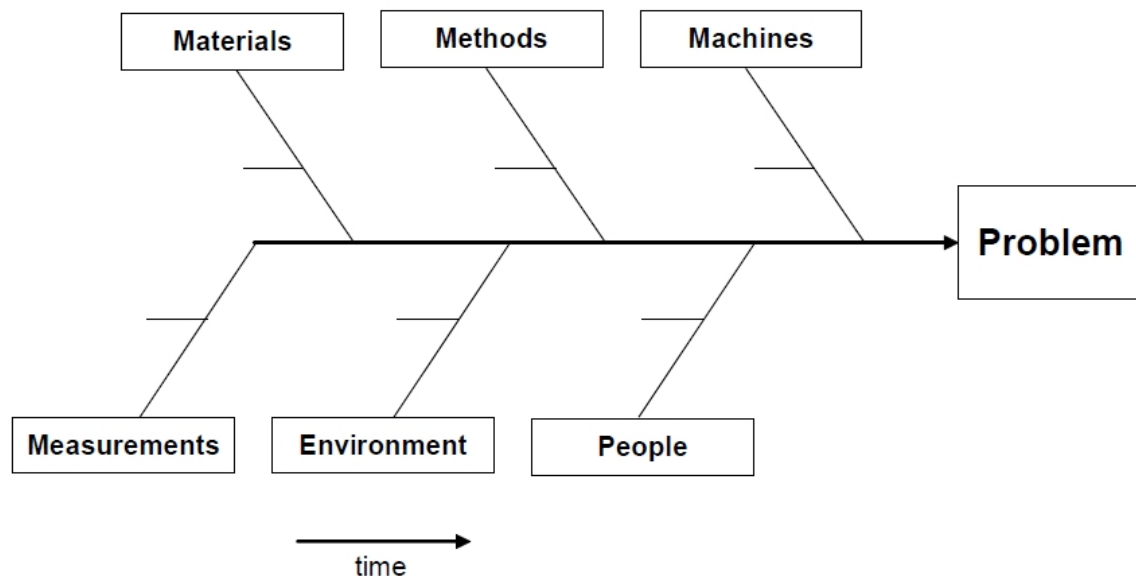 Materials
Methods
Machines
Problem
Measurements
Environment
People
time